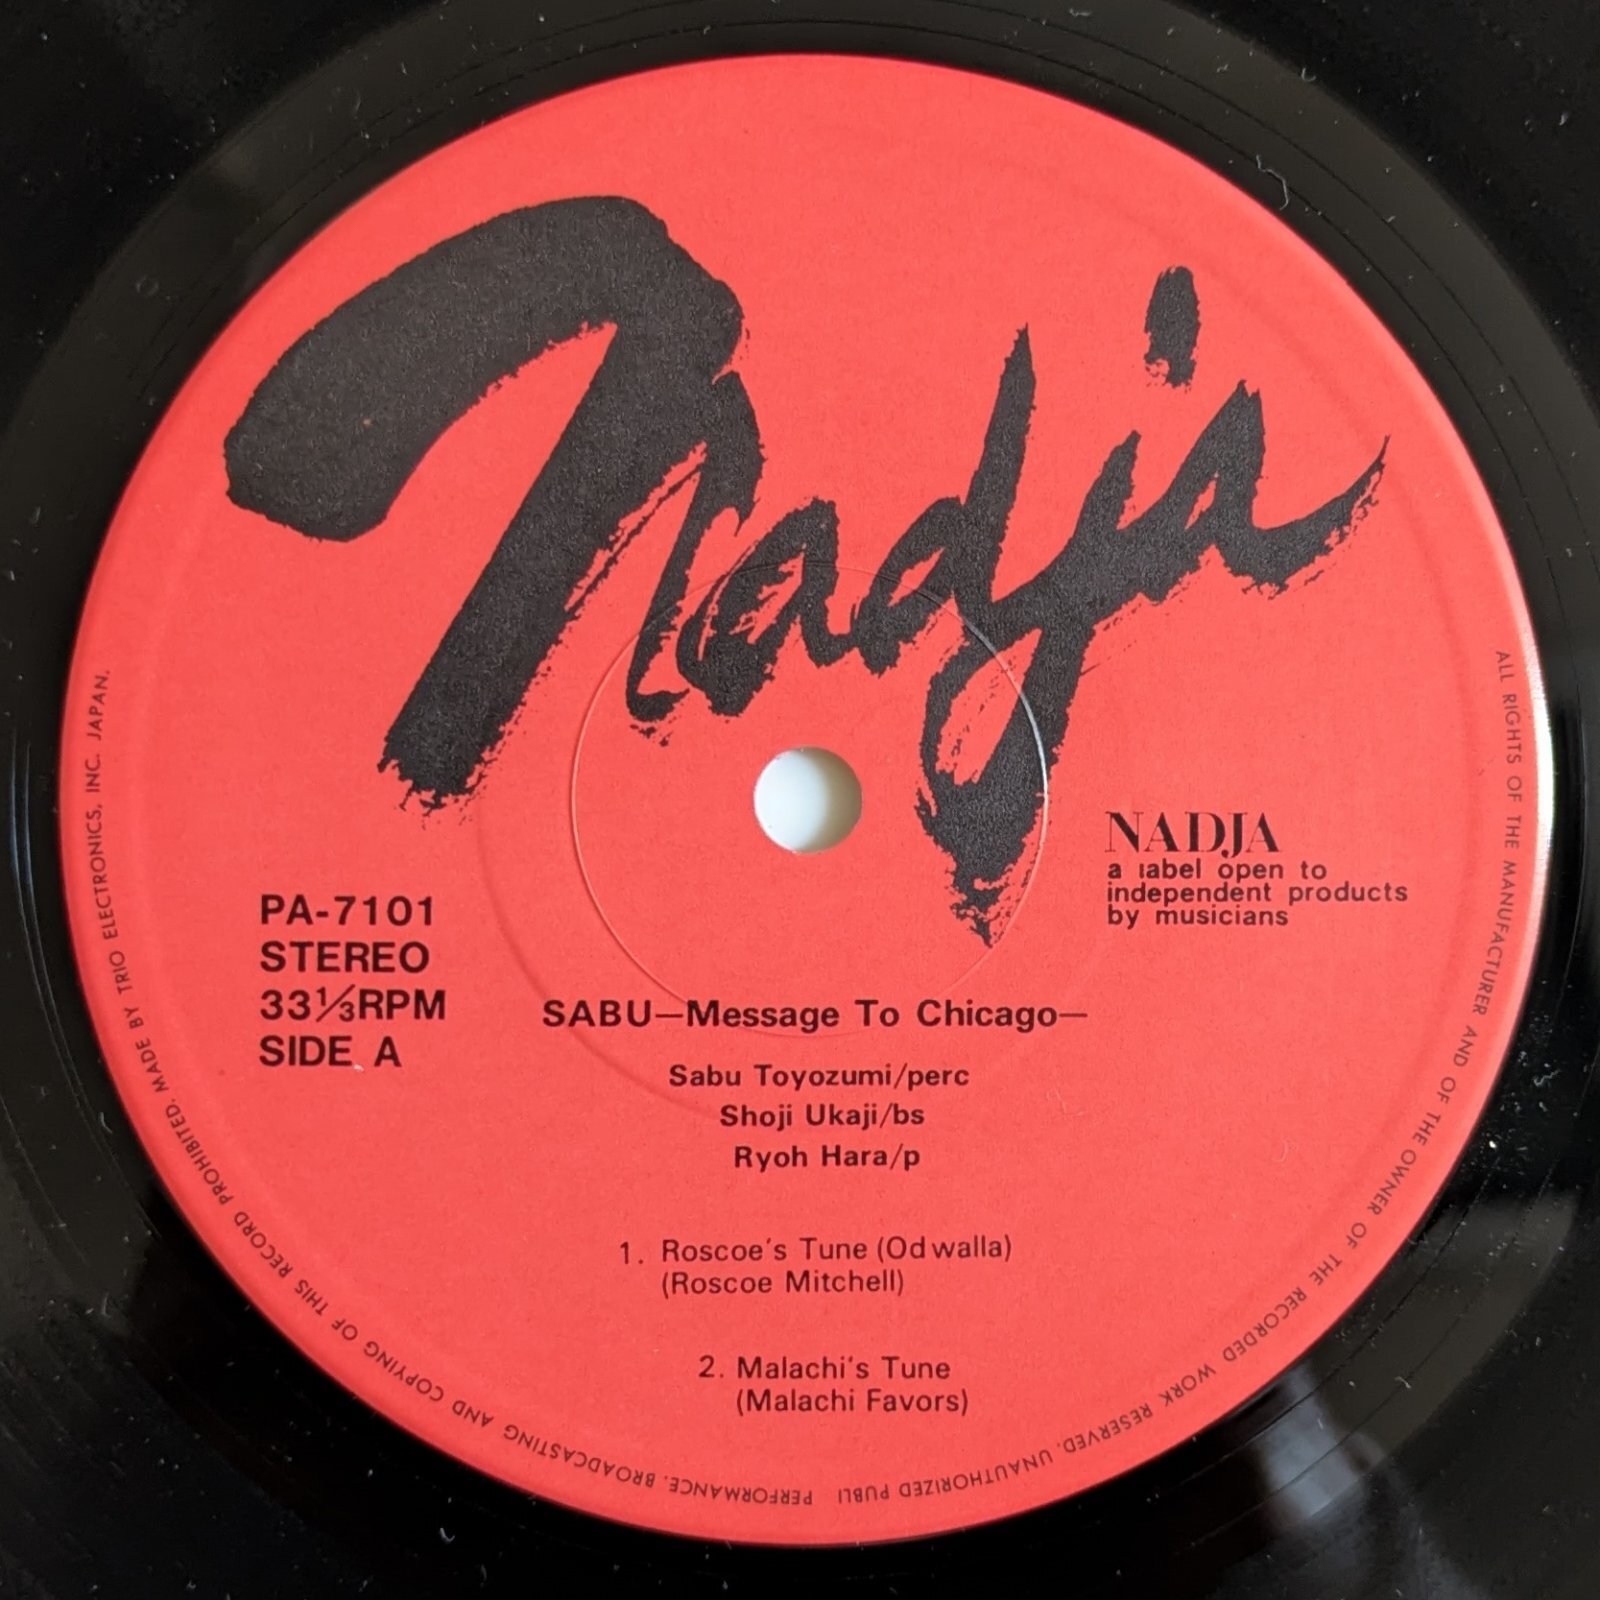 Nadja
NADJA
a label open to
independent products
by musicians
PA-7101
STEREO
33⅓RPM
SIDE A
SABU—Message To Chicago—
Sabu Toyozumi/perc
Shoji Ukaji/bs
Ryoh Hara/p
1. Roscoe's Tune (Odwalla)
(Roscoe Mitchell)
2. Malachi's Tune
(Malachi Favors)
ALL RIGHTS OF THE MANUFACTURER AND OF THE OWNER OF THE RECORDED WORK RESERVED. UNAUTHORIZED PUBLI PERFORMANCE. BROADCASTING AND COPYING OF THIS RECORD PROHIBITED. MADE BY TRIO ELECTRONICS, INC. JAPAN.